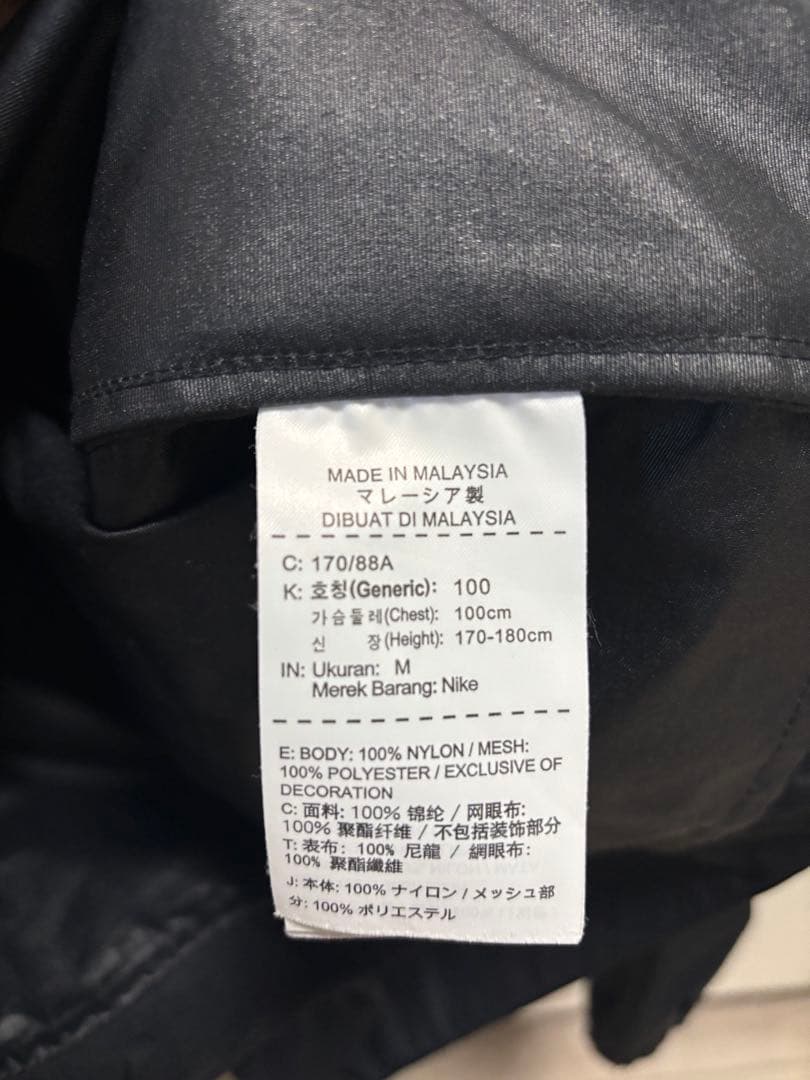 MADE IN MALAYSIA
マレーシア製
DIBUAT DI MALAYSIA
C: 170/88A
K: 호칭(Generic): 100
가슴둘레(Chest): 100cm
신 장(Height): 170-180cm
IN: Ukuran: M
Merek Barang: Nike
E: BODY: 100% NYLON / MESH:
100% POLYESTER / EXCLUSIVE OF
DECORATION
C: 面料: 100% 锦纶 / 网眼布:
100% 聚酯纤维 / 不包括装饰部分
T: 表布: 100% 尼龍 / 網眼布:
100% 聚酯纖維
J: 本体: 100% ナイロン / メッシュ部
分: 100% ポリエステル